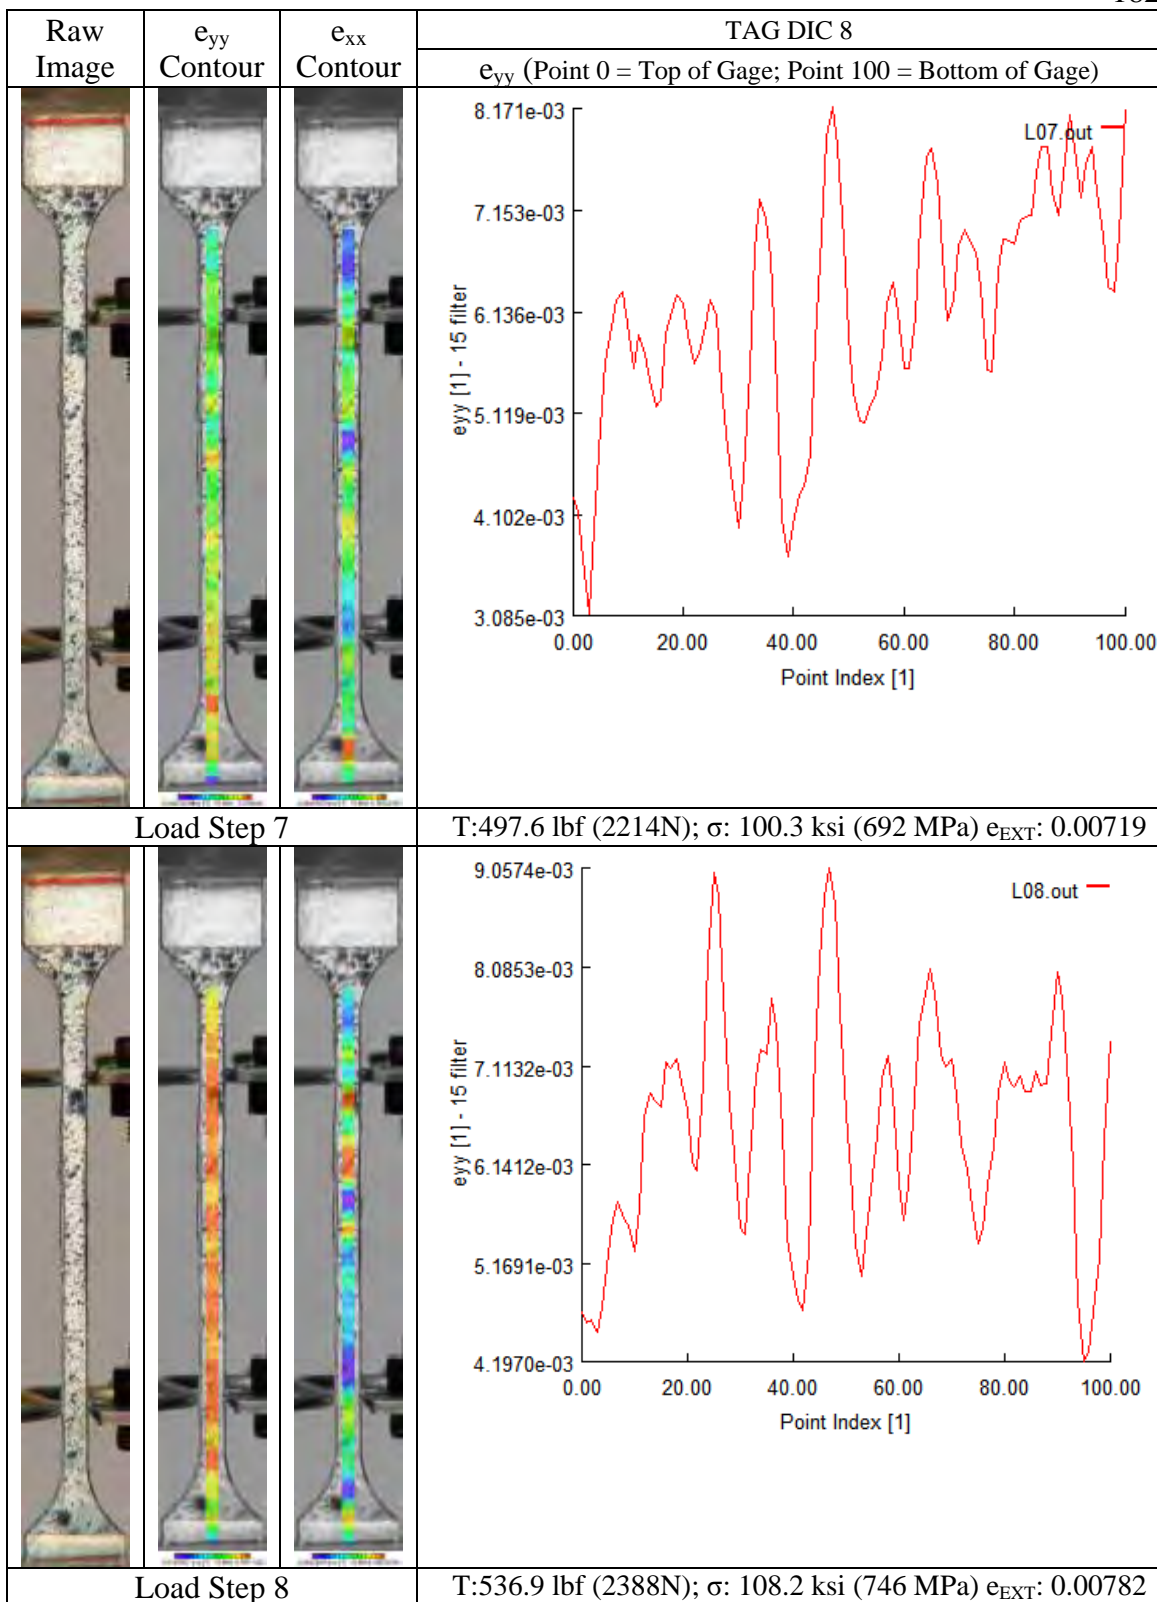 Raw Image
e_yy Contour
e_xx Contour
TAG DIC 8
e_yy (Point 0 = Top of Gage; Point 100 = Bottom of Gage)
8.171e-03
7.153e-03
6.136e-03
5.119e-03
4.102e-03
3.085e-03
eyy [1] - 15 filter
L07.out
0.00 20.00 40.00 60.00 80.00 100.00
Point Index [1]
Load Step 7
T:497.6 lbf (2214N); σ: 100.3 ksi (692 MPa) e_EXT: 0.00719
9.0574e-03
8.0853e-03
7.1132e-03
6.1412e-03
5.1691e-03
4.1970e-03
eyy [1] - 15 filter
L08.out
0.00 20.00 40.00 60.00 80.00 100.00
Point Index [1]
Load Step 8
T:536.9 lbf (2388N); σ: 108.2 ksi (746 MPa) e_EXT: 0.00782